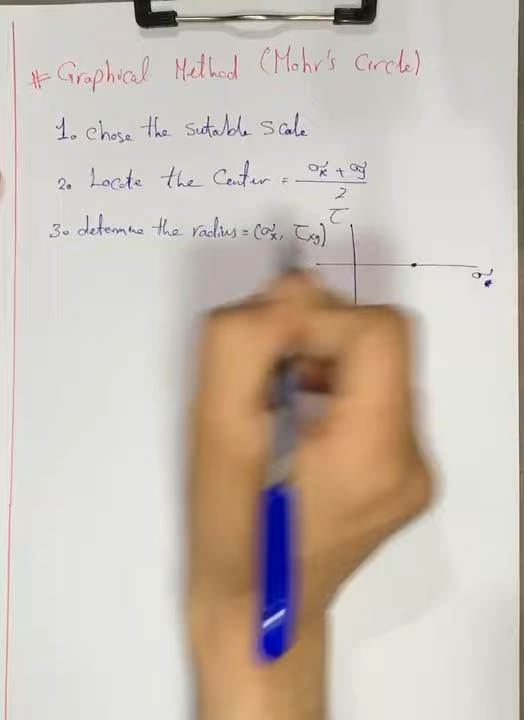 # Graphical Method (Mohr's Circle)
1. chose the sutable scale
2. Locate the Center = σx + σy / 2
3. determine the radius = (σx, τxy)
τ
σ